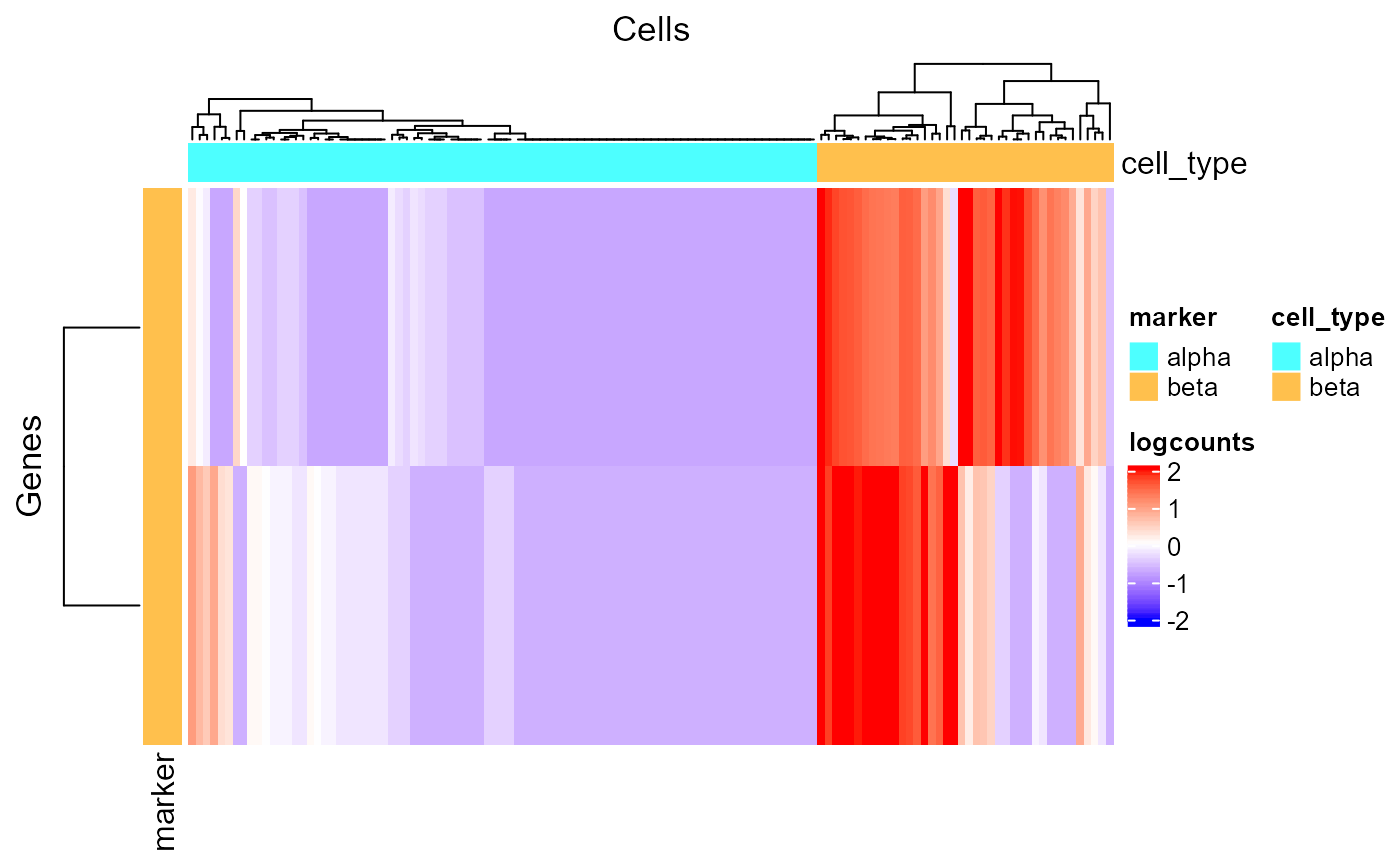 Cells
cell_type
Genes
marker
marker
alpha
beta
cell_type
alpha
beta
logcounts
2
1
0
-1
-2